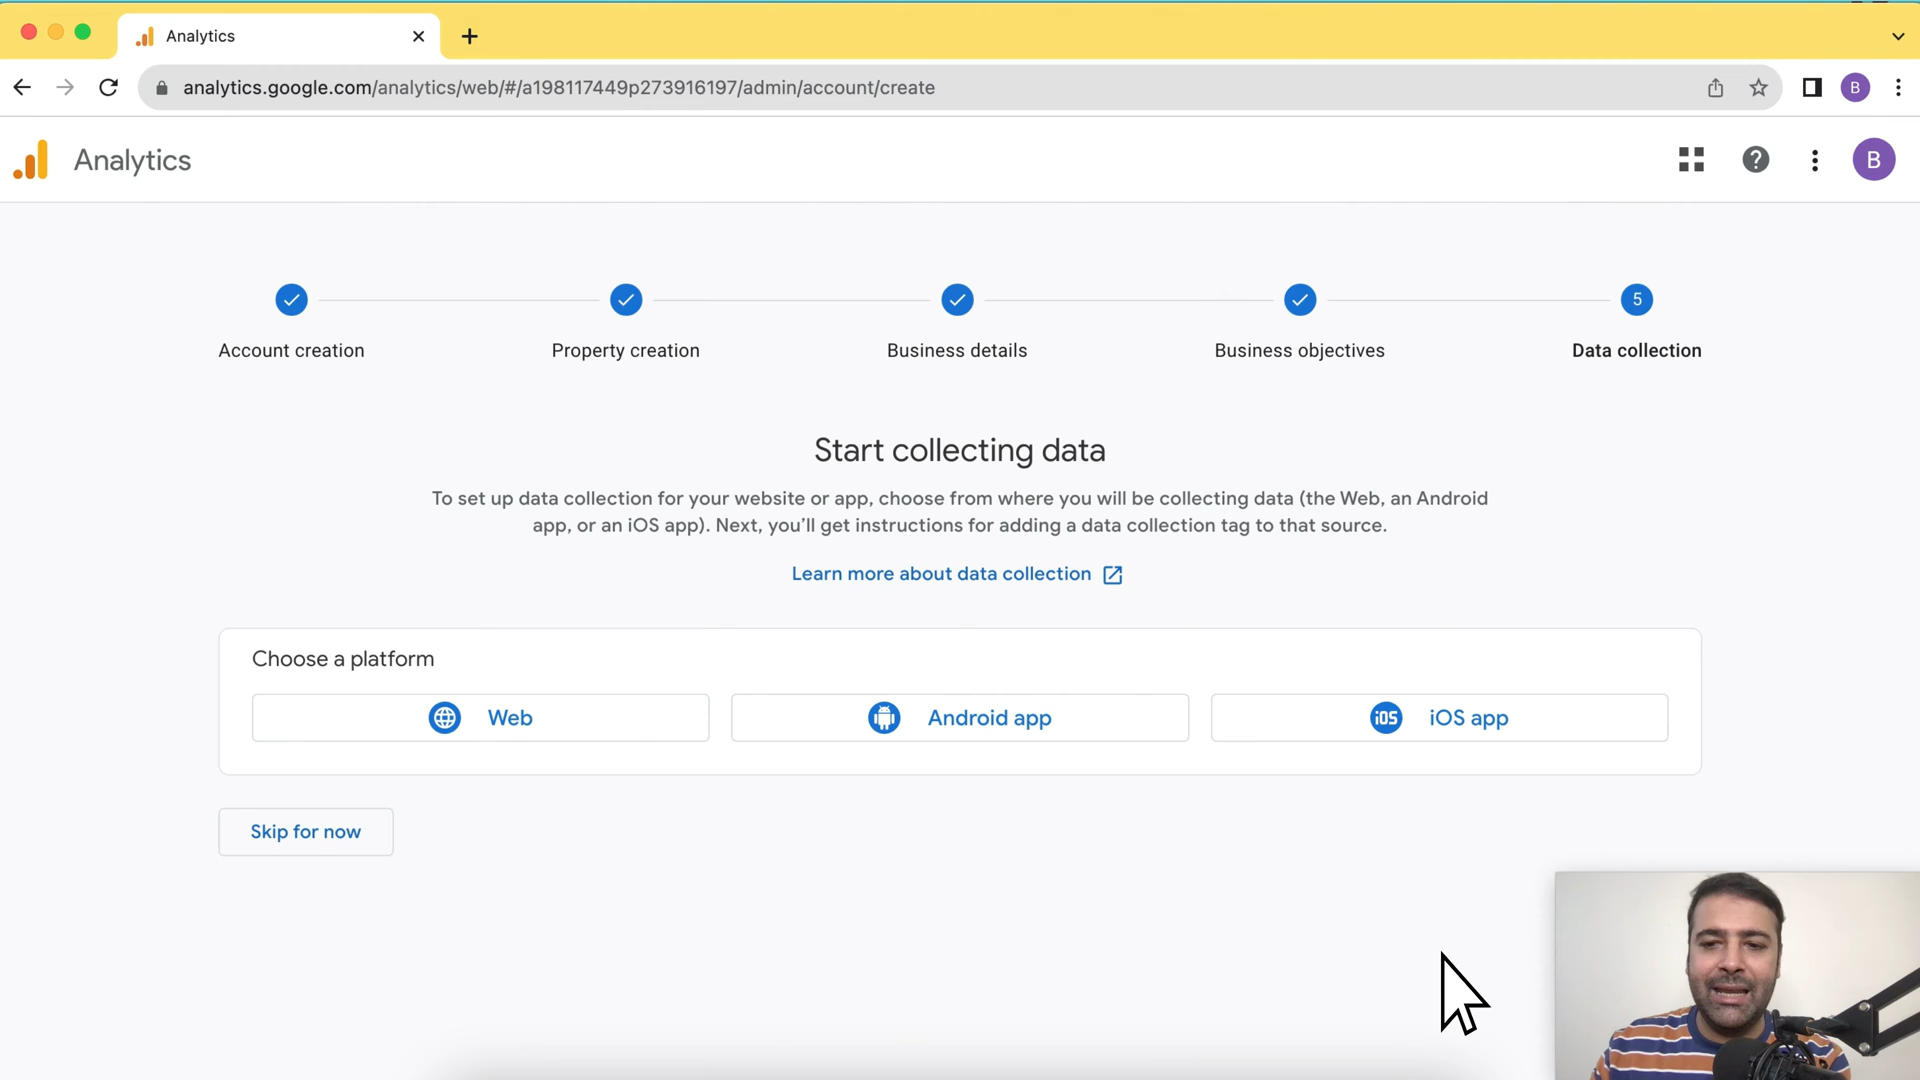 Analytics
analytics.google.com/analytics/web/#/a198117449p273916197/admin/account/create
B
Analytics
B
5
Account creation
Property creation
Business details
Business objectives
Data collection
Start collecting data
To set up data collection for your website or app, choose from where you will be collecting data (the Web, an Android
app, or an iOS app). Next, you’ll get instructions for adding a data collection tag to that source.
Learn more about data collection
Choose a platform
Web
Android app
iOS iOS app
Skip for now